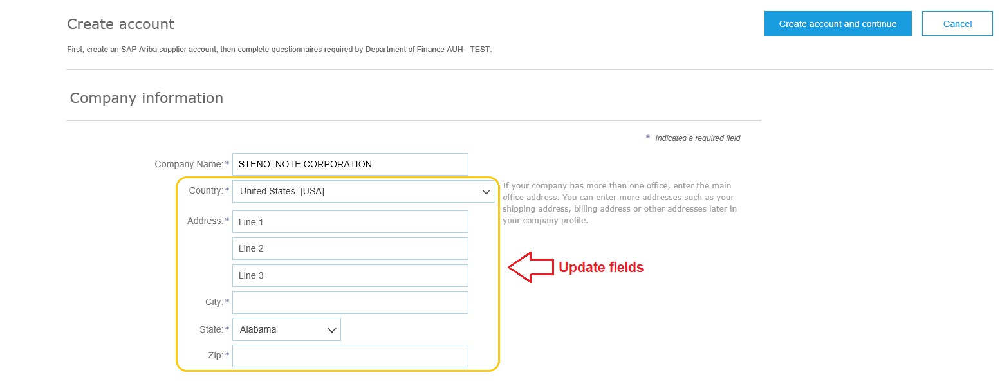 Create account
Create account and continue
Cancel
First, create an SAP Ariba supplier account, then complete questionnaires required by Department of Finance AUH - TEST.
Company information
* Indicates a required field
Company Name:* STENO_NOTE CORPORATION
Country:* United States [USA]
If your company has more than one office, enter the main
office address. You can enter more addresses such as your
shipping address, billing address or other addresses later in
your company profile.
Address:* Line 1
Line 2
Line 3
Update fields
City:*
State:* Alabama
Zip:*